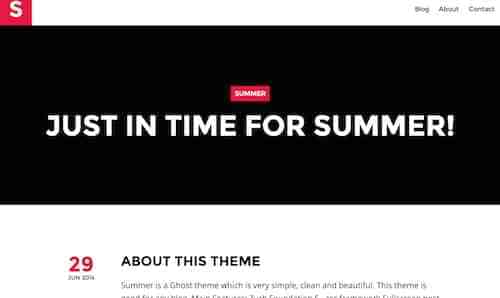 S
Blog About Contact
SUMMER
JUST IN TIME FOR SUMMER!
29
JUN 2014
ABOUT THIS THEME
Summer is a Ghost theme which is very simple, clean and beautiful. This theme is
good for any blog. Main Features: Zurb Foundation 5 - css framework Fullscreen post